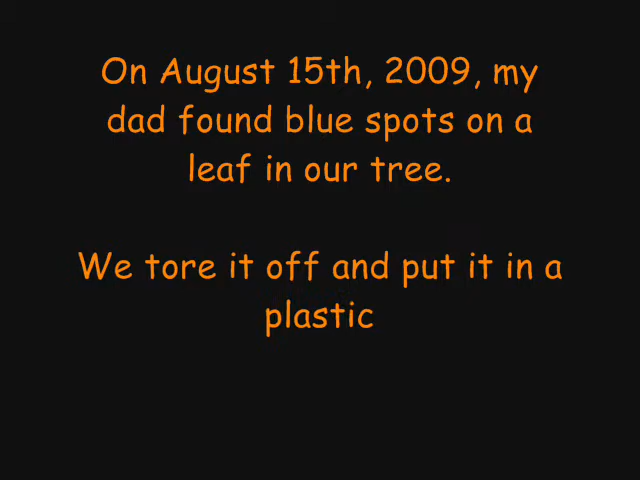 On August 15th, 2009, my
dad found blue spots on a
leaf in our tree.
We tore it off and put it in a
plastic